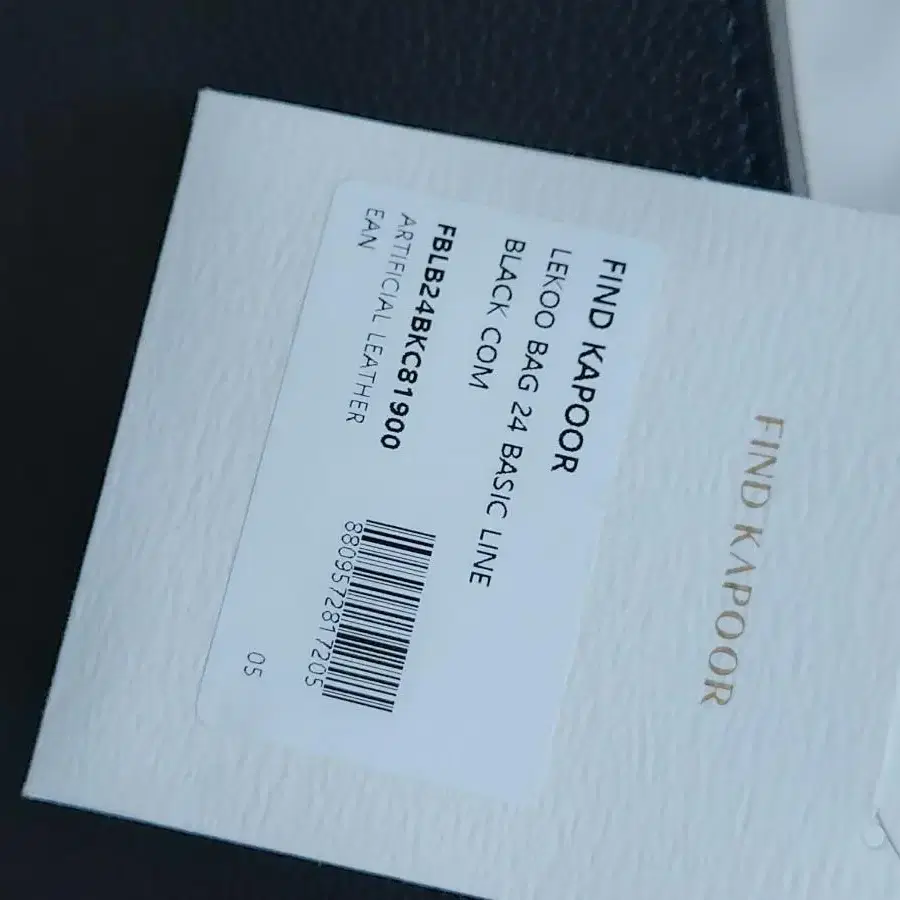 FIND KAPOOR
FIND KAPOOR
LEKOO BAG 24 BASIC LINE
BLACK COM
FBLB24BKC81900
ARTIFICIAL LEATHER
EAN
8809572817205
05